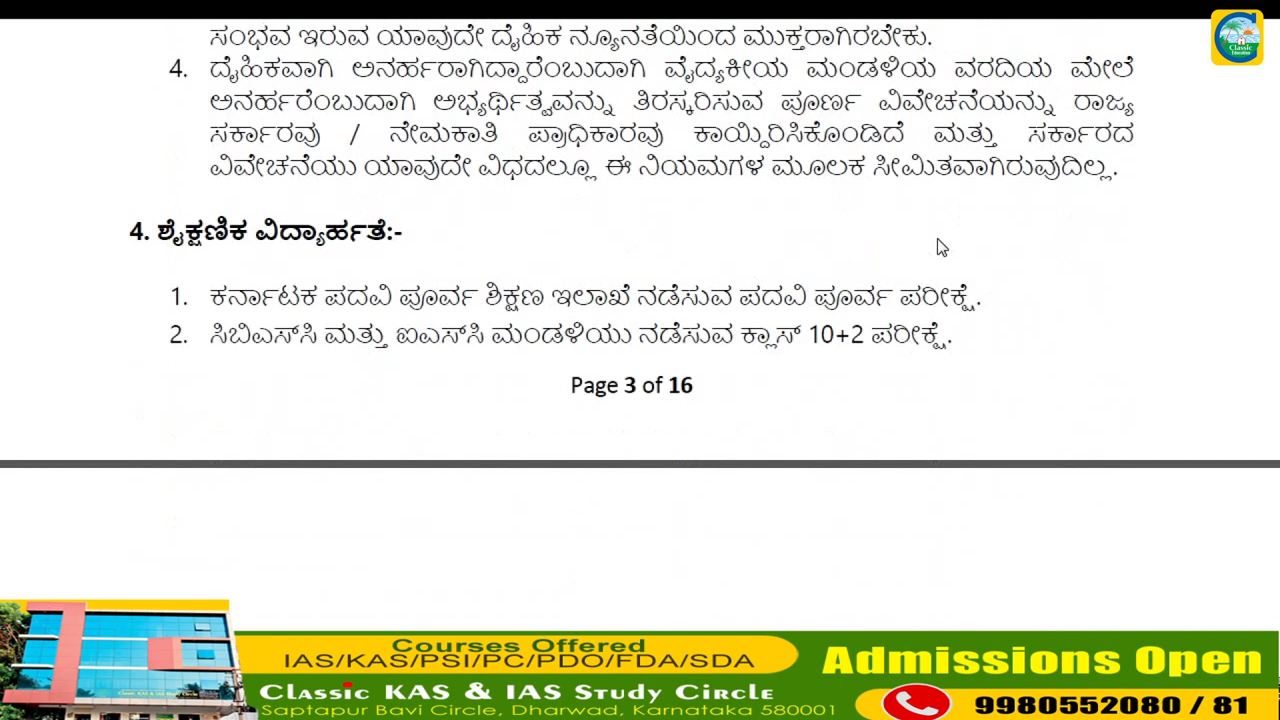 ಸಂಭವ ಇರುವ ಯಾವುದೇ ದೈಹಿಕ ನ್ಯೂನತೆಯಿಂದ ಮುಕ್ತರಾಗಿರಬೇಕು.
Classic
Education
4. ದೈಹಿಕವಾಗಿ ಅನರ್ಹರಾಗಿದ್ದಾರೆಂಬುದಾಗಿ ವೈದ್ಯಕೀಯ ಮಂಡಳಿಯ ವರದಿಯ ಮೇಲೆ
ಅನರ್ಹರೆಂಬುದಾಗಿ ಅಭ್ಯರ್ಥಿತ್ವವನ್ನು ತಿರಸ್ಕರಿಸುವ ಪೂರ್ಣ ವಿವೇಚನೆಯನ್ನು ರಾಜ್ಯ
ಸರ್ಕಾರವು / ನೇಮಕಾತಿ ಪ್ರಾಧಿಕಾರವು ಕಾಯ್ದಿರಿಸಿಕೊಂಡಿದೆ ಮತ್ತು ಸರ್ಕಾರದ
ವಿವೇಚನೆಯು ಯಾವುದೇ ವಿಧದಲ್ಲೂ ಈ ನಿಯಮಗಳ ಮೂಲಕ ಸೀಮಿತವಾಗಿರುವುದಿಲ್ಲ.
4. ಶೈಕ್ಷಣಿಕ ವಿದ್ಯಾರ್ಹತೆ:-
1. ಕರ್ನಾಟಕ ಪದವಿ ಪೂರ್ವ ಶಿಕ್ಷಣ ಇಲಾಖೆ ನಡೆಸುವ ಪದವಿ ಪೂರ್ವ ಪರೀಕ್ಷೆ.
2. ಸಿಬಿಎಸ್‌ಸಿ ಮತ್ತು ಐಎಸ್‌ಸಿ ಮಂಡಳಿಯು ನಡೆಸುವ ಕ್ಲಾಸ್ 10+2 ಪರೀಕ್ಷೆ.
Page 3 of 16
Courses Offered
IAS/KAS/PSI/PC/PDO/FDA/SDA
Classic KAS & IAS Study Circle
Saptapur Bavi Circle, Dharwad, Karnataka 580001
Admissions Open
9980552080 / 81